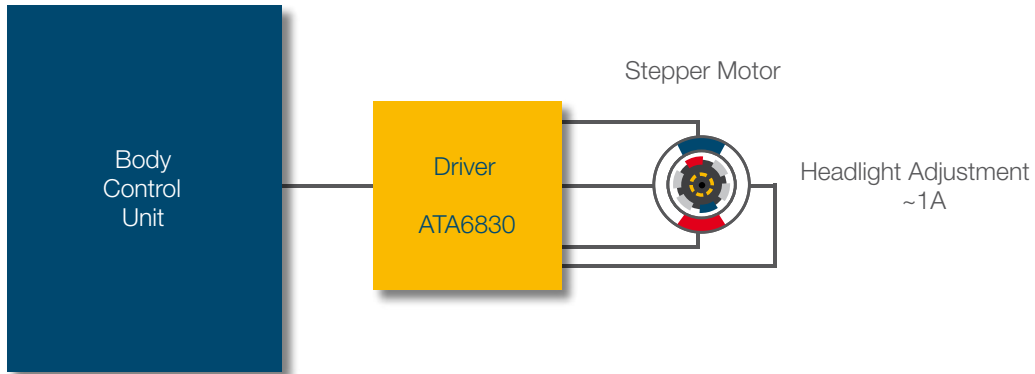 Stepper Motor
Body
Control
Unit
Driver
ATA6830
Headlight Adjustment
~1A